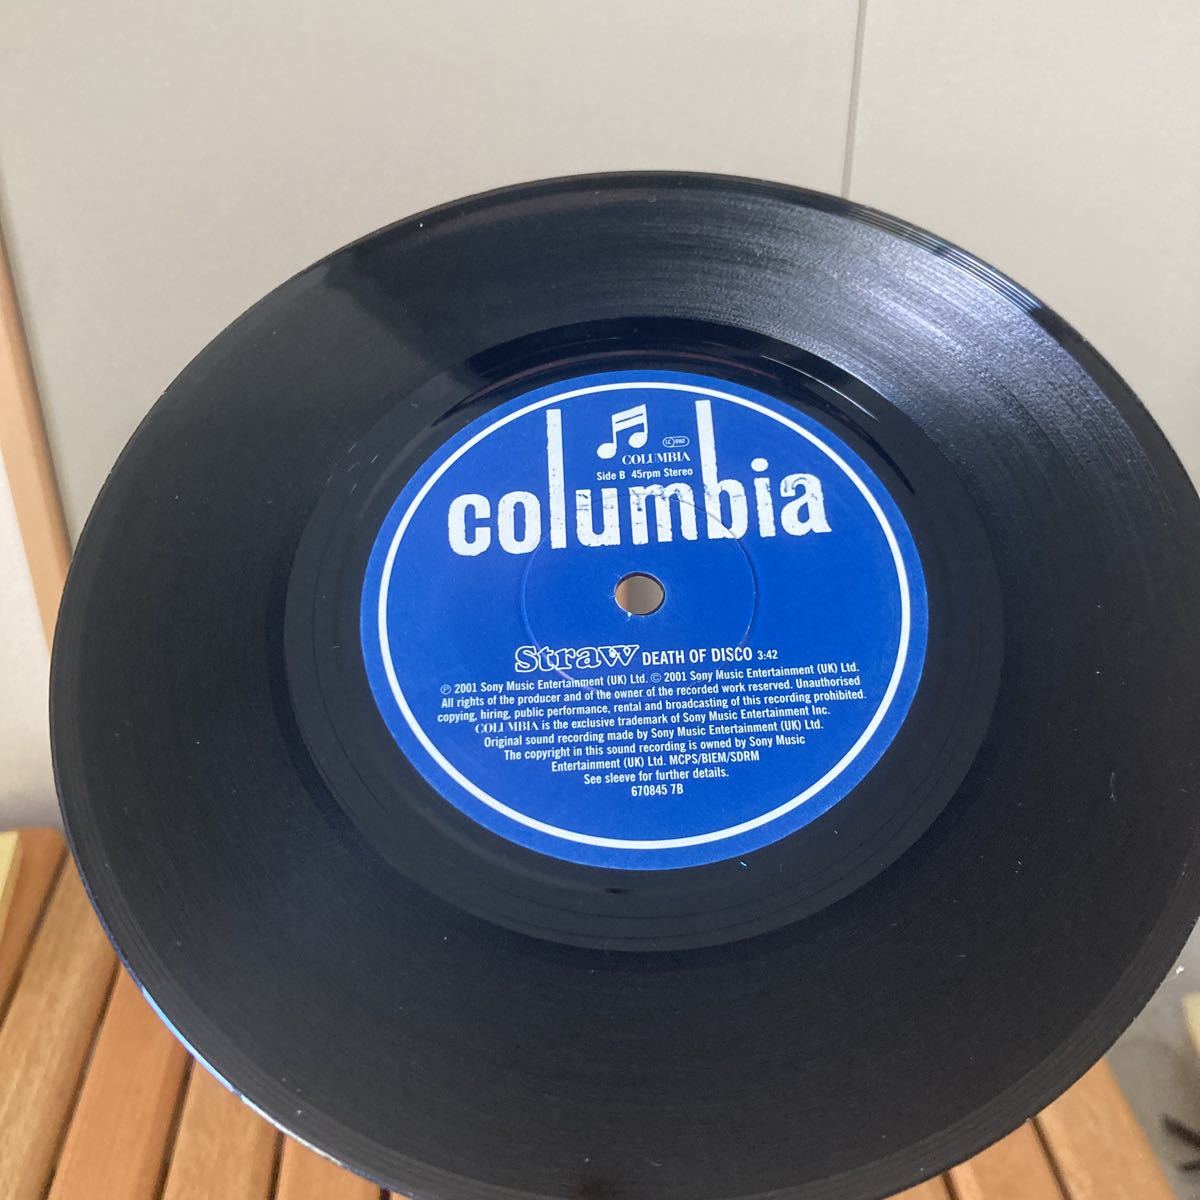 COLUMBIA
Side B 45rpm Stereo
columbia
Straw DEATH OF DISCO 3:42
℗ 2001 Sony Music Entertainment (UK) Ltd. © 2001 Sony Music Entertainment (UK) Ltd.
All rights of the producer and of the owner of the recorded work reserved. Unauthorised
copying, hiring, public performance, rental and broadcasting of this recording prohibited.
COLUMBIA is the exclusive trademark of Sony Music Entertainment Inc.
Original sound recording made by Sony Music Entertainment (UK) Ltd.
The copyright in this sound recording is owned by Sony Music
Entertainment (UK) Ltd. MCPS/BIEM/SDRM
See sleeve for further details.
670845 7B